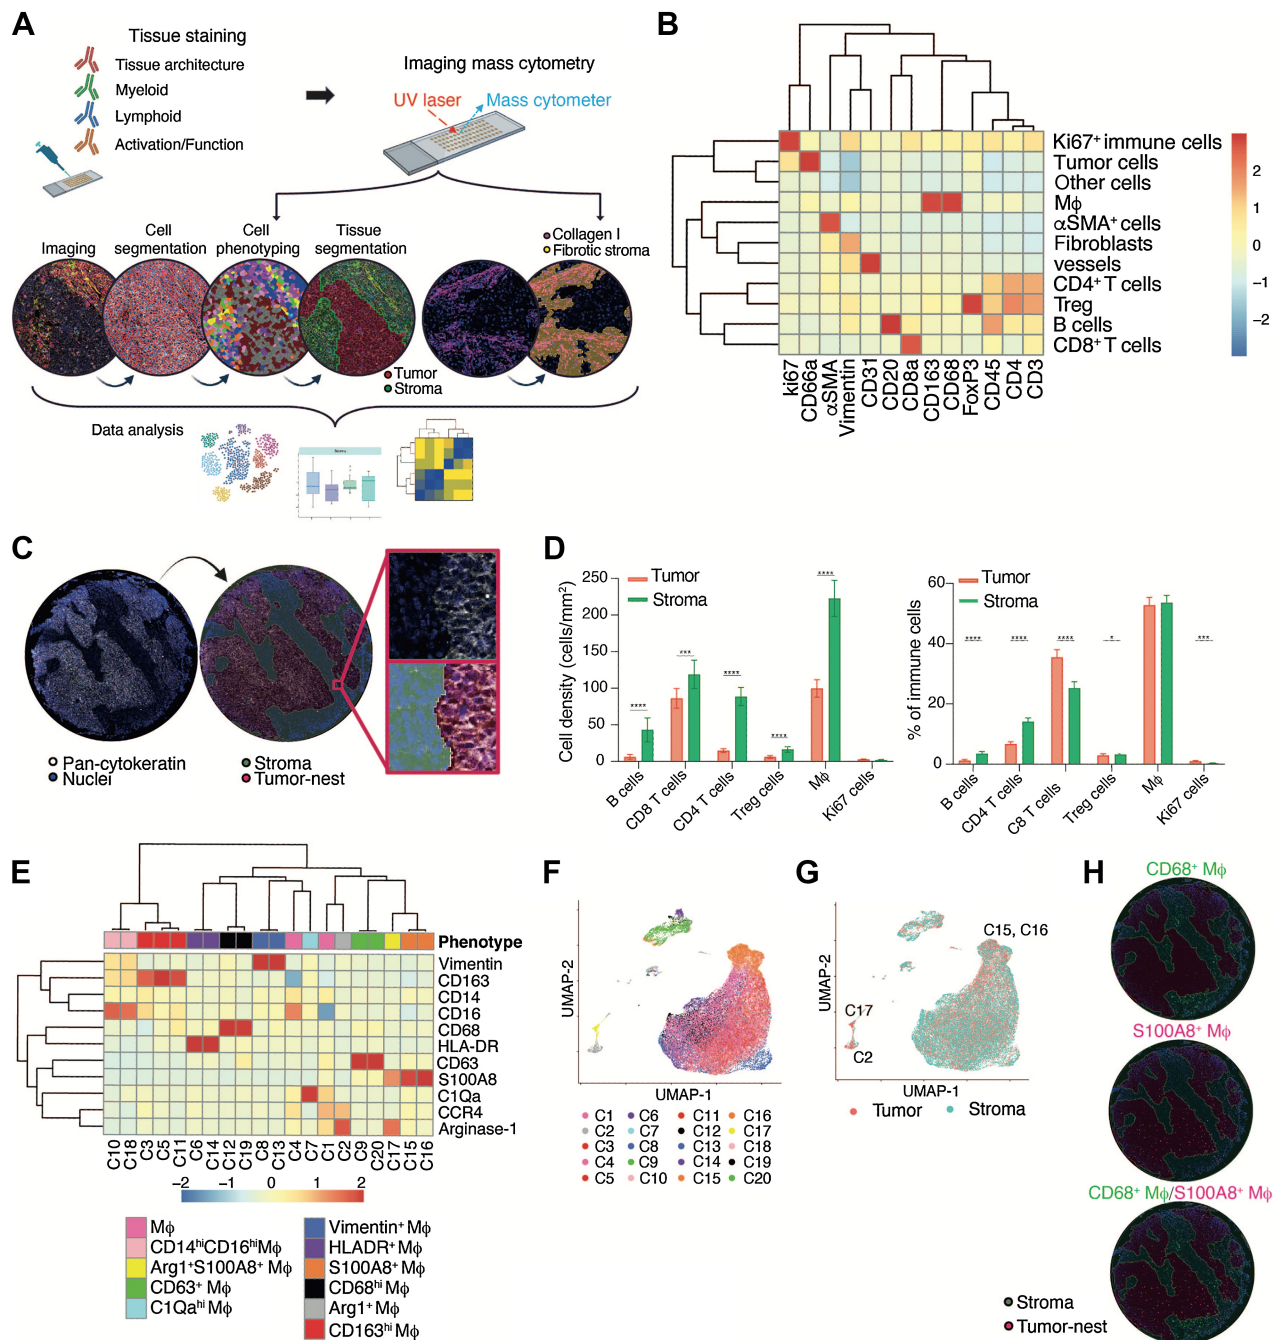 A
Tissue staining
Tissue architecture
Myeloid
Lymphoid
Activation/Function
Imaging mass cytometry
UV laser
Mass cytometer
Imaging
Cell segmentation
Cell phenotyping
Tissue segmentation
Collagen I
Fibrotic stroma
Tumor
Stroma
Data analysis
B
Ki67⁺ immune cells
Tumor cells
Other cells
Mϕ
αSMA⁺ cells
Fibroblasts
vessels
CD4⁺ T cells
Treg
B cells
CD8⁺ T cells
ki67
CD66a
αSMA
Vimentin
CD31
CD20
CD8a
CD163
CD68
FoxP3
CD45
CD4
CD3
2
1
0
−1
−2
C
Pan-cytokeratin
Nuclei
Stroma
Tumor-nest
D
Cell density (cells/mm²)
250
200
150
100
50
0
Tumor
Stroma
****
***
****
****
****
B cells
CD8 T cells
CD4 T cells
Treg cells
Mϕ
Ki67 cells
% of immune cells
60
40
20
0
Tumor
Stroma
****
****
****
*
***
B cells
CD4 T cells
C8 T cells
Treg cells
Mϕ
Ki67 cells
E
Phenotype
Vimentin
CD163
CD14
CD16
CD68
HLA-DR
CD63
S100A8
C1Qa
CCR4
Arginase-1
C10
C18
C3
C5
C11
C6
C14
C12
C19
C8
C13
C4
C7
C1
C2
C9
C20
C17
C15
C16
−2 −1 0 1 2
Mϕ
CD14ʰⁱCD16ʰⁱMϕ
Arg1⁺S100A8⁺ Mϕ
CD63⁺ Mϕ
C1Qaʰⁱ Mϕ
Vimentin⁺ Mϕ
HLADR⁺ Mϕ
S100A8⁺ Mϕ
CD68ʰⁱ Mϕ
Arg1⁺ Mϕ
CD163ʰⁱ Mϕ
F
UMAP-2
UMAP-1
C1 C6 C11 C16
C2 C7 C12 C17
C3 C8 C13 C18
C4 C9 C14 C19
C5 C10 C15 C20
G
UMAP-2
C15, C16
C17
C2
UMAP-1
Tumor Stroma
H
CD68⁺ Mϕ
S100A8⁺ Mϕ
CD68⁺ Mϕ/S100A8⁺ Mϕ
Stroma
Tumor-nest